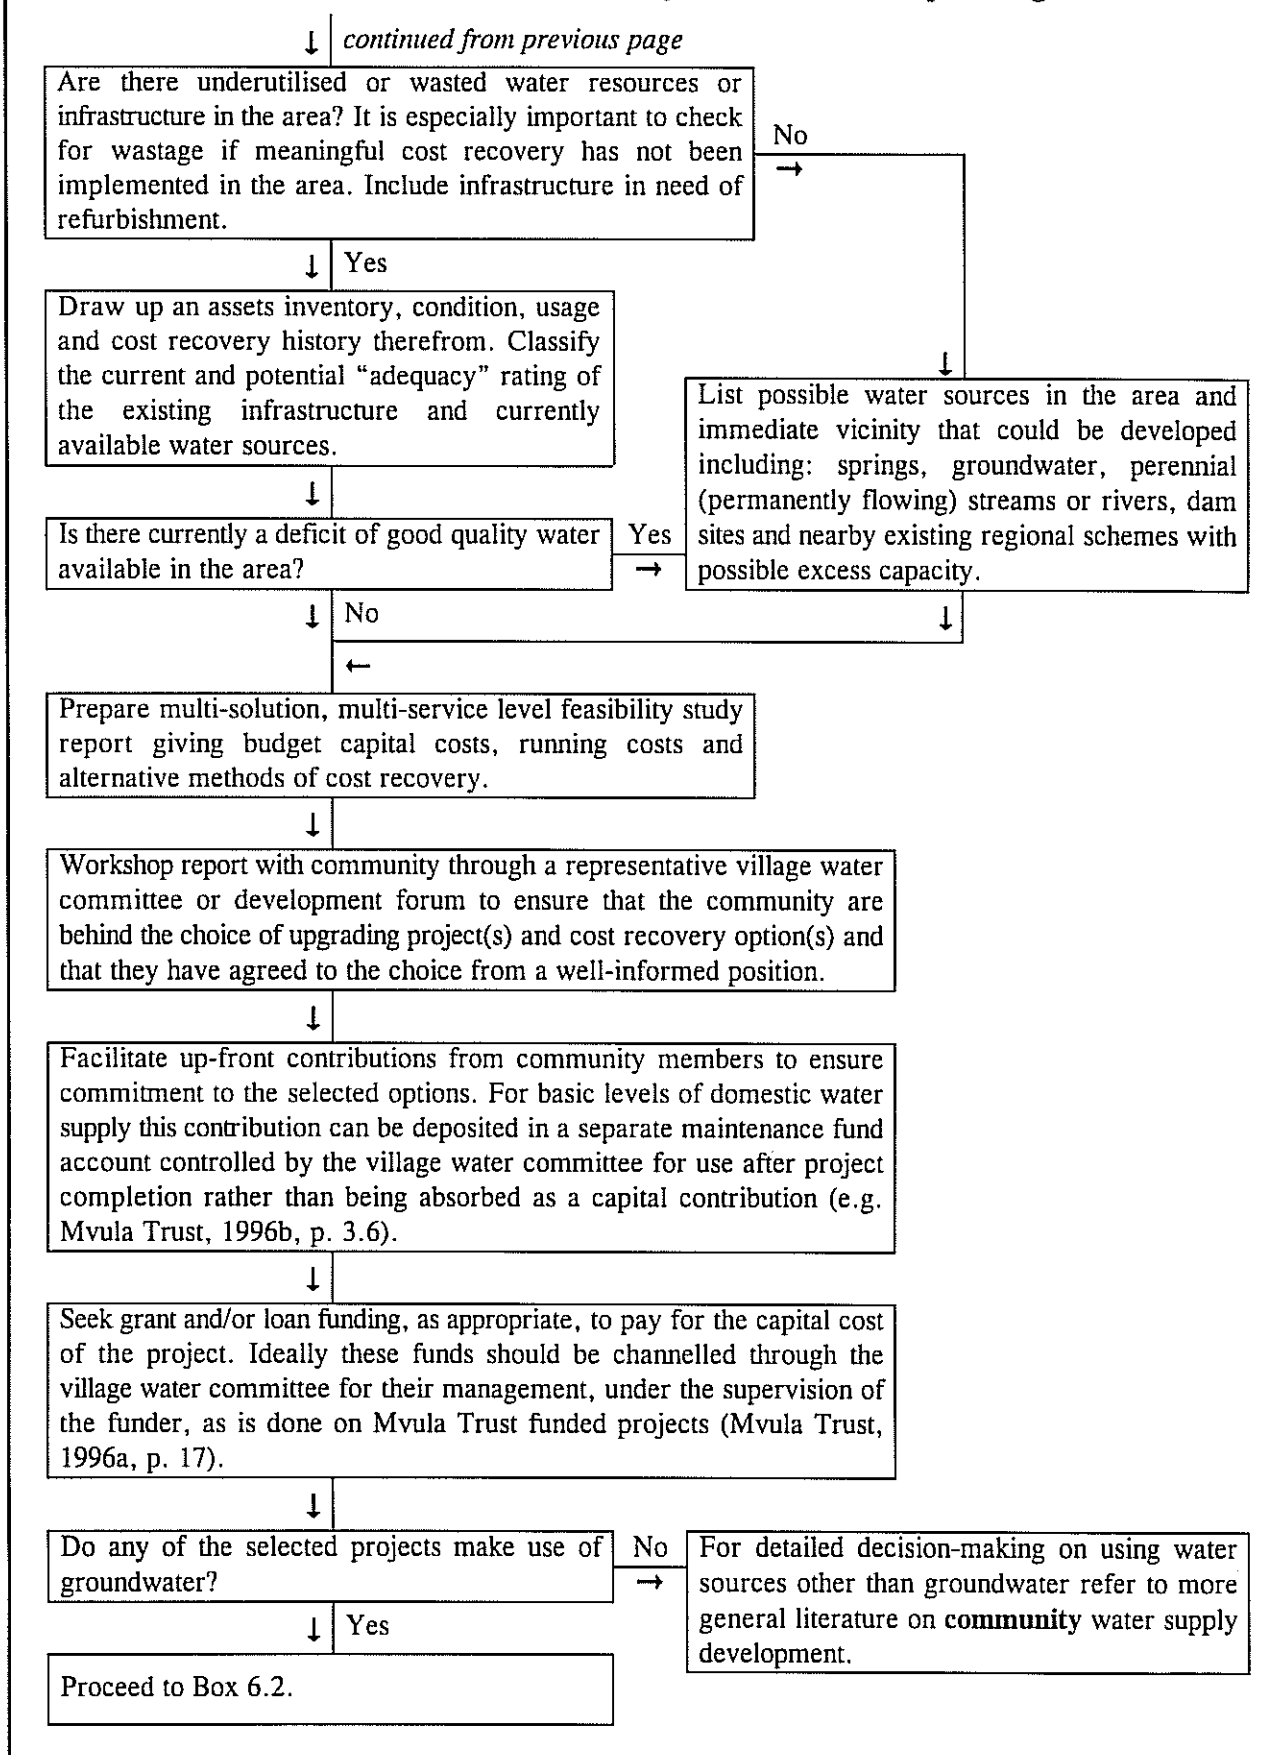 ↓ continued from previous page
Are there underutilised or wasted water resources or
infrastructure in the area? It is especially important to check
for wastage if meaningful cost recovery has not been
implemented in the area. Include infrastructure in need of
refurbishment.
No
→
↓ Yes
Draw up an assets inventory, condition, usage
and cost recovery history therefrom. Classify
the current and potential “adequacy” rating of
the existing infrastructure and currently
available water sources.
↓
↓
List possible water sources in the area and
immediate vicinity that could be developed
including: springs, groundwater, perennial
(permanently flowing) streams or rivers, dam
sites and nearby existing regional schemes with
possible excess capacity.
Is there currently a deficit of good quality water
available in the area?
Yes
→
↓ No
↓
←
Prepare multi-solution, multi-service level feasibility study
report giving budget capital costs, running costs and
alternative methods of cost recovery.
↓
Workshop report with community through a representative village water
committee or development forum to ensure that the community are
behind the choice of upgrading project(s) and cost recovery option(s) and
that they have agreed to the choice from a well-informed position.
↓
Facilitate up-front contributions from community members to ensure
commitment to the selected options. For basic levels of domestic water
supply this contribution can be deposited in a separate maintenance fund
account controlled by the village water committee for use after project
completion rather than being absorbed as a capital contribution (e.g.
Mvula Trust, 1996b, p. 3.6).
↓
Seek grant and/or loan funding, as appropriate, to pay for the capital cost
of the project. Ideally these funds should be channelled through the
village water committee for their management, under the supervision of
the funder, as is done on Mvula Trust funded projects (Mvula Trust,
1996a, p. 17).
↓
Do any of the selected projects make use of
groundwater?
No
→
For detailed decision-making on using water
sources other than groundwater refer to more
general literature on community water supply
development.
↓ Yes
Proceed to Box 6.2.